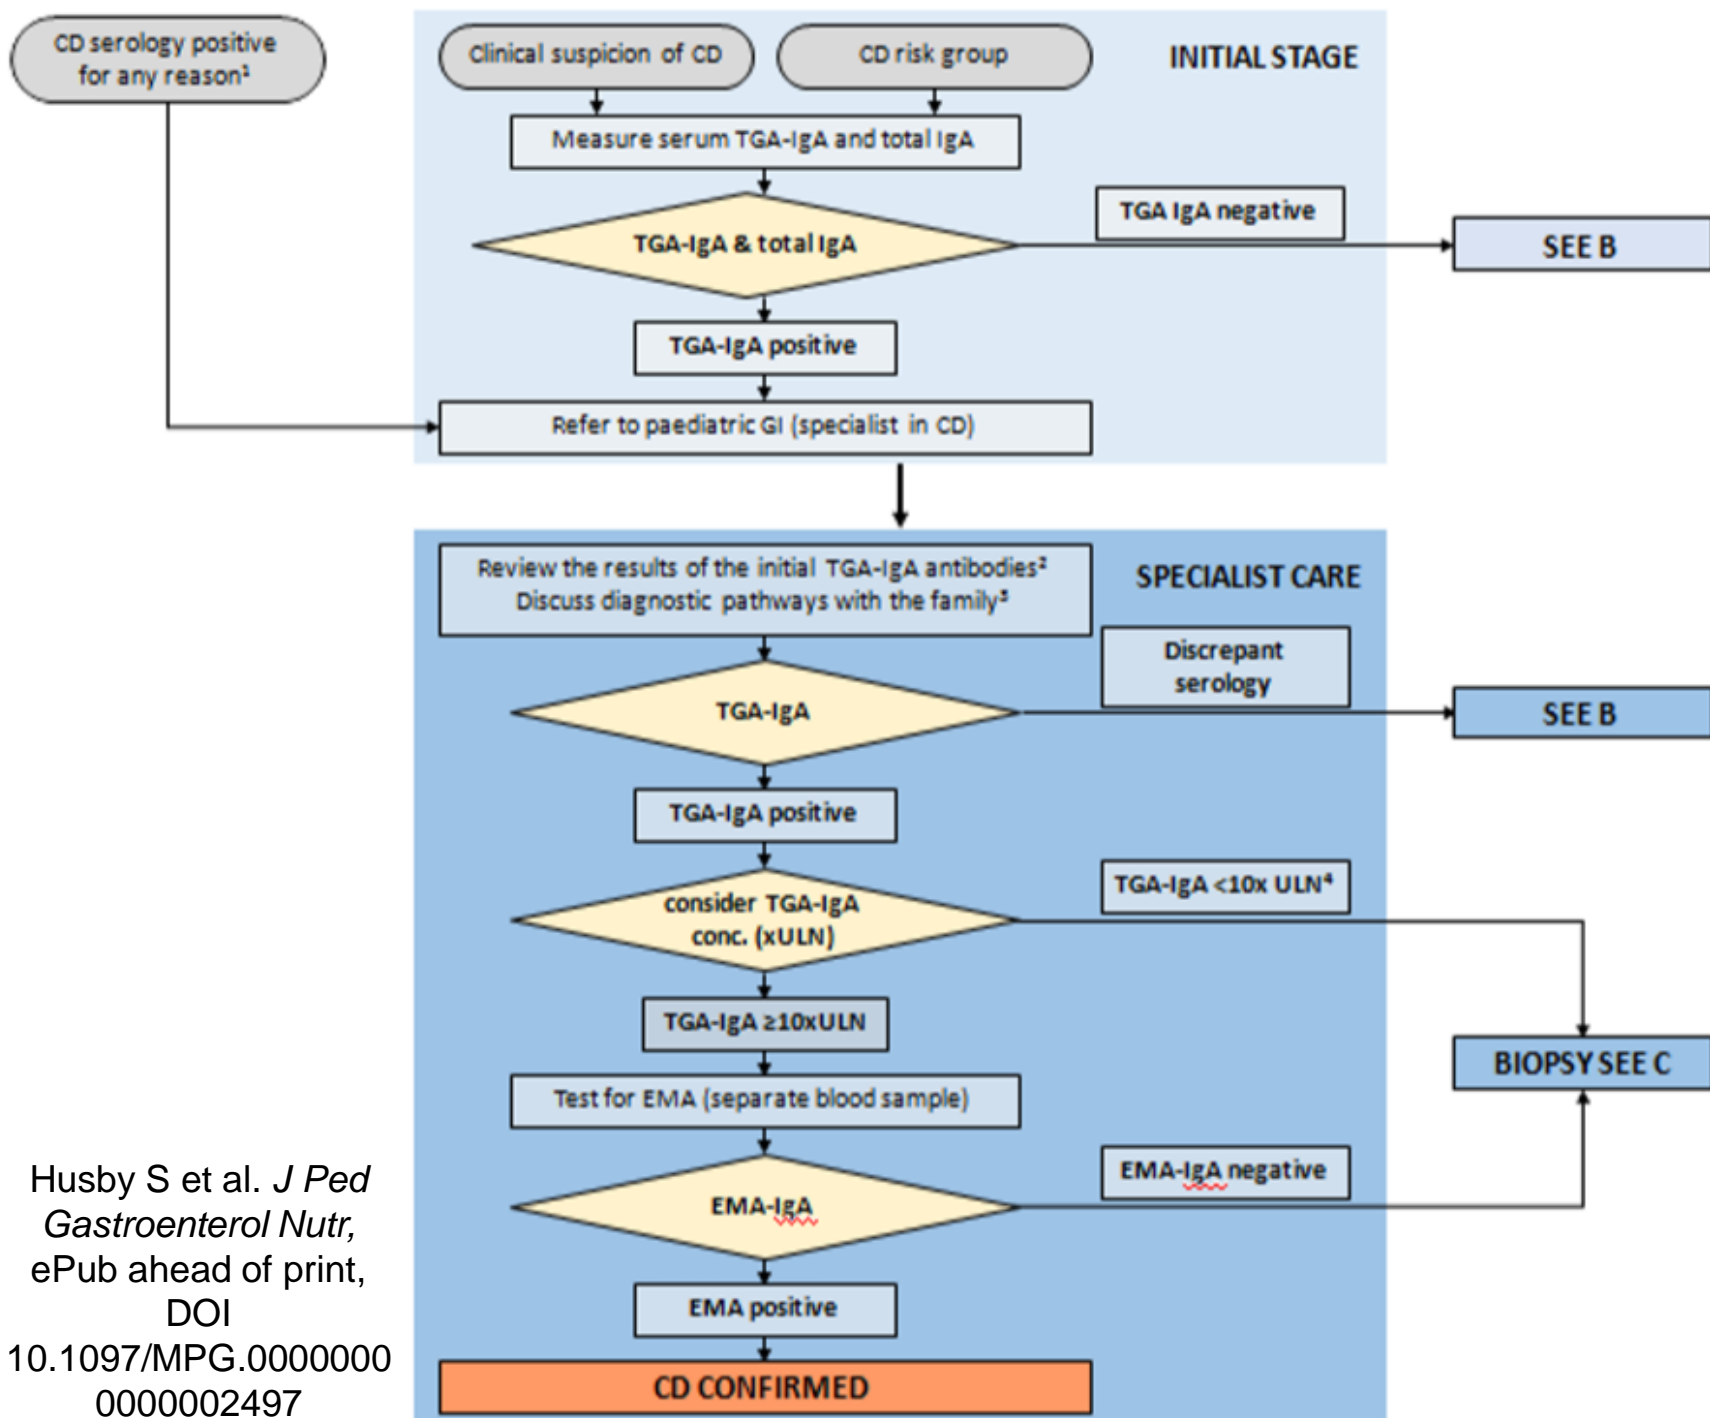 CD serology positive
for any reason¹
Clinical suspicion of CD
CD risk group
INITIAL STAGE
Measure serum TGA-IgA and total IgA
TGA IgA negative
TGA-IgA & total IgA
SEE B
TGA-IgA positive
Refer to paediatric GI (specialist in CD)
Review the results of the initial TGA-IgA antibodies²
Discuss diagnostic pathways with the family³
SPECIALIST CARE
Discrepant
serology
TGA-IgA
SEE B
TGA-IgA positive
TGA-IgA <10x ULN⁴
consider TGA-IgA
conc. (xULN)
TGA-IgA ≥10xULN
BIOPSY SEE C
Test for EMA (separate blood sample)
EMA-IgA negative
EMA-IgA
EMA positive
CD CONFIRMED
Husby S et al. J Ped
Gastroenterol Nutr,
ePub ahead of print,
DOI
10.1097/MPG.0000000
0000002497